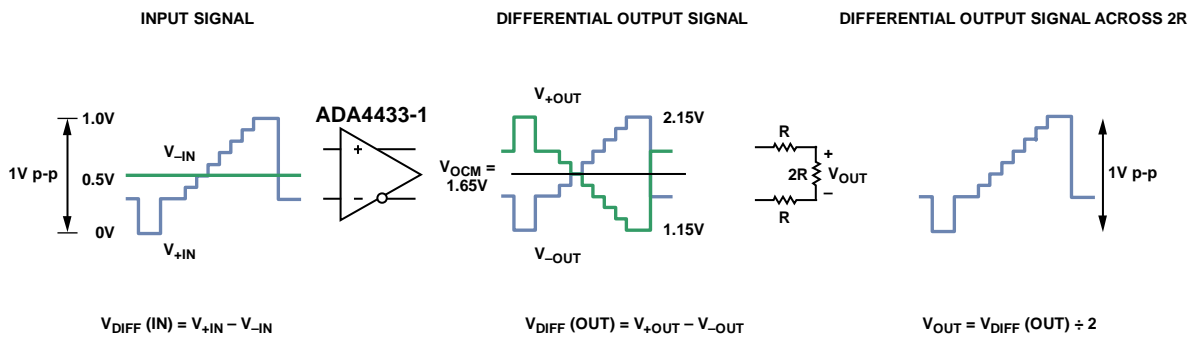 INPUT SIGNAL
DIFFERENTIAL OUTPUT SIGNAL
DIFFERENTIAL OUTPUT SIGNAL ACROSS 2R
1V p-p
1.0V
0.5V
0V
V–IN
V+IN
ADA4433-1
+
–
V+OUT
VOCM =
1.65V
V–OUT
2.15V
1.15V
R
2R
R
+
VOUT
–
1V p-p
VDIFF (IN) = V+IN – V–IN
VDIFF (OUT) = V+OUT – V–OUT
VOUT = VDIFF (OUT) ÷ 2